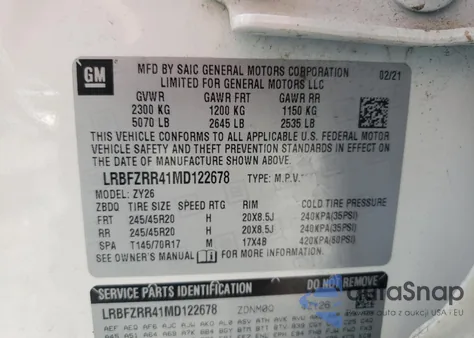 GM
MFD BY SAIC GENERAL MOTORS CORPORATION 02/21
LIMITED FOR GENERAL MOTORS LLC
GVWR GAWR FRT GAWR RR
2300 KG 1200 KG 1150 KG
5070 LB 2645 LB 2535 LB
THIS VEHICLE CONFORMS TO ALL APPLICABLE U.S. FEDERAL MOTOR
VEHICLE SAFETY AND THEFT PREVENTION STANDARDS IN EFFECT ON
THE DATE OF MANUFACTURE SHOWN ABOVE.
LRBFZRR41MD122678 TYPE: M.P.V.
MODEL: ZY26
ZBDQ TIRE SIZE SPEED RTG RIM COLD TIRE PRESSURE
FRT 245/45R20 H 20X8.5J 240KPA(35PSI)
RR 245/45R20 H 20X8.5J 240KPA(35PSI)
SPA T145/70R17 M 17X4B 420KPA(60PSI)
SEE OWNER'S MANUAL FOR MORE INFORMATION
SERVICE PARTS IDENTIFICATION DO NOT REMOVE
LRBFZRR41MD122678
autoSnap